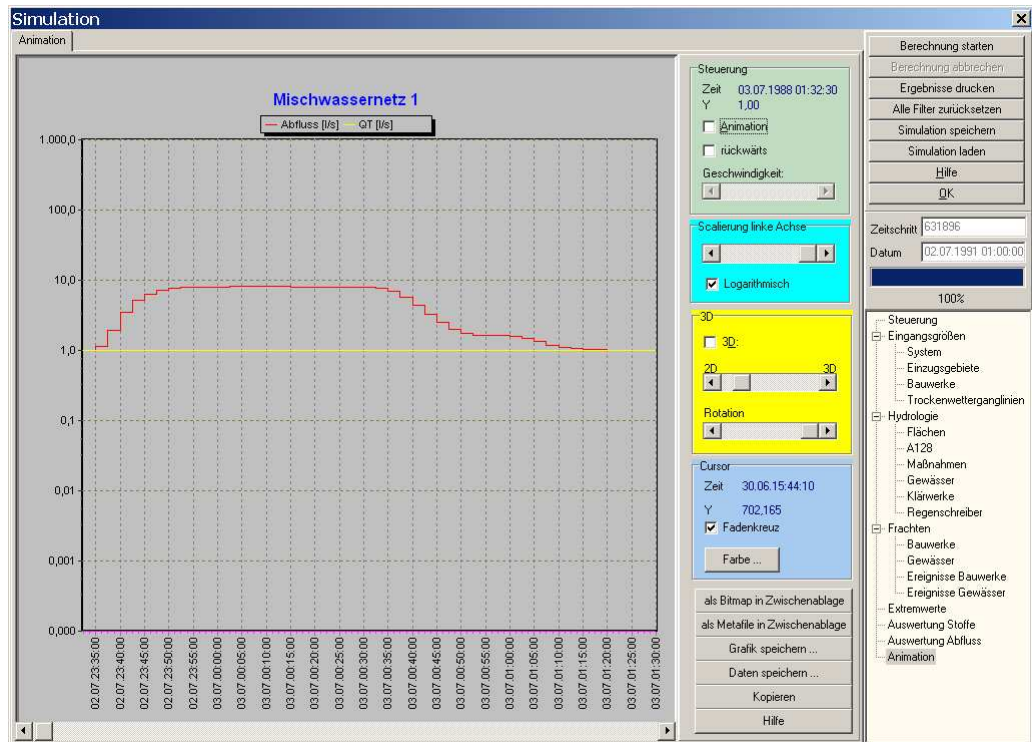 Simulation
Animation
Mischwassernetz 1
Abfluss [l/s] QT [l/s]
1.000,0
100,0
10,0
1,0
0,1
0,01
0,001
0,000
02.07 23:35:00
02.07 23:40:00
02.07 23:45:00
02.07 23:50:00
02.07 23:55:00
03.07 00:00:00
03.07 00:05:00
03.07 00:10:00
03.07 00:15:00
03.07 00:20:00
03.07 00:25:00
03.07 00:30:00
03.07 00:35:00
03.07 00:40:00
03.07 00:45:00
03.07 00:50:00
03.07 00:55:00
03.07 01:00:00
03.07 01:05:00
03.07 01:10:00
03.07 01:15:00
03.07 01:20:00
03.07 01:25:00
03.07 01:30:00
Steuerung
Zeit 03.07.1988 01:32:30
Y 1,00
Animation
rückwärts
Geschwindigkeit:
Scalierung linke Achse
Logarithmisch
3D
3D:
2D 3D
Rotation
Cursor
Zeit 30.06.15:44:10
Y 702,165
Fadenkreuz
Farbe ...
als Bitmap in Zwischenablage
als Metafile in Zwischenablage
Grafik speichern ...
Daten speichern ...
Kopieren
Hilfe
Berechnung starten
Berechnung abbrechen
Ergebnisse drucken
Alle Filter zurücksetzen
Simulation speichern
Simulation laden
Hilfe
OK
Zeitschritt 631896
Datum 02.07.1991 01:00:00
100%
Steuerung
Eingangsgrößen
System
Einzugsgebiete
Bauwerke
Trockenwetterganglinien
Hydrologie
Flächen
A128
Maßnahmen
Gewässer
Klärwerke
Regenschreiber
Frachten
Bauwerke
Gewässer
Ereignisse Bauwerke
Ereignisse Gewässer
Extremwerte
Auswertung Stoffe
Auswertung Abfluss
Animation